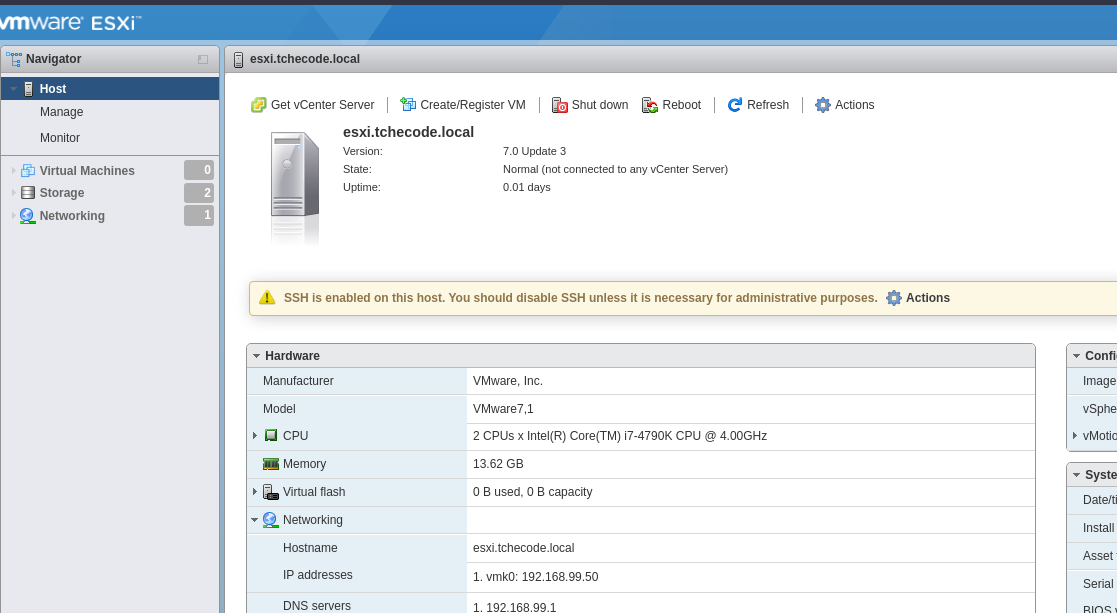 vmware ESXi™
Navigator
esxi.tchecode.local
Host
Manage
Monitor
Virtual Machines 0
Storage 2
Networking 1
Get vCenter Server
Create/Register VM
Shut down
Reboot
Refresh
Actions
esxi.tchecode.local
Version: 7.0 Update 3
State: Normal (not connected to any vCenter Server)
Uptime: 0.01 days
SSH is enabled on this host. You should disable SSH unless it is necessary for administrative purposes. Actions
Hardware
Manufacturer VMware, Inc.
Model VMware7,1
CPU 2 CPUs x Intel(R) Core(TM) i7-4790K CPU @ 4.00GHz
Memory 13.62 GB
Virtual flash 0 B used, 0 B capacity
Networking
Hostname esxi.tchecode.local
IP addresses 1. vmk0: 192.168.99.50
DNS servers 1. 192.168.99.1
Confi
Image
vSphe
vMotio
Syste
Date/ti
Install
Asset
Serial
BIOS